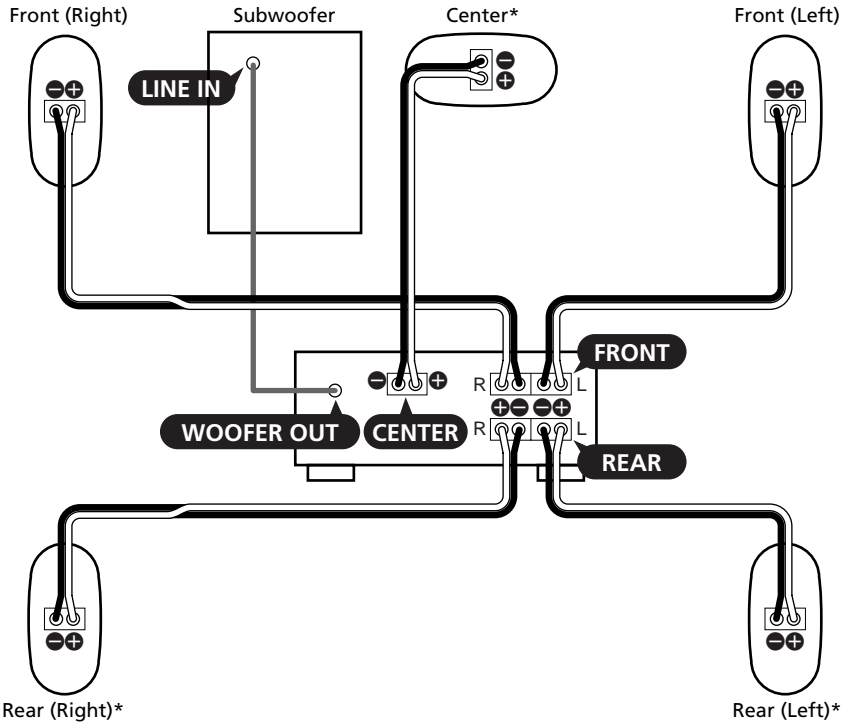 Front (Right)
Subwoofer
Center*
Front (Left)
LINE IN
FRONT
R
L
WOOFER OUT
CENTER
R
L
REAR
Rear (Right)*
Rear (Left)*